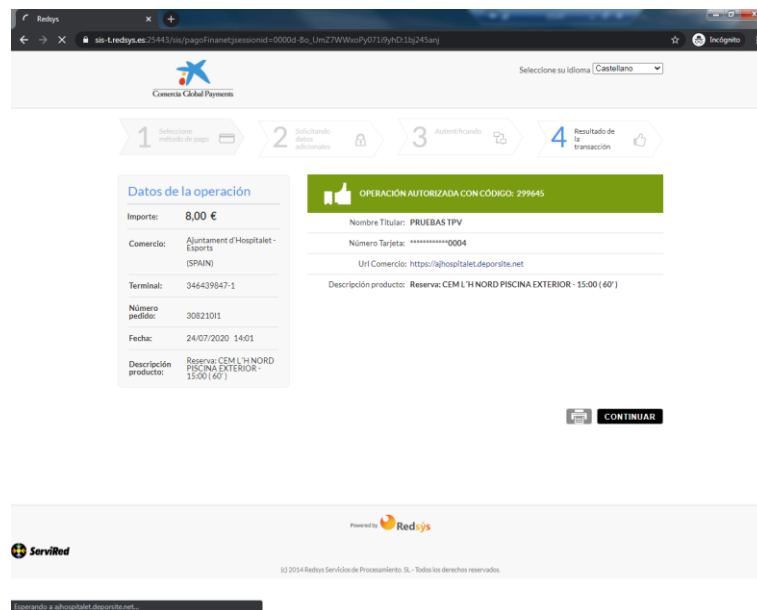 Redsys
sis-t.redsys.es:25443/sis/pagoFinanet;jsessionid=0000d-8o_UmZ7WWxoPy071i9yhD:1bj245anj
Incógnito
Comercia Global Payments
Seleccione su idioma Castellano
1 Seleccione
método de pago
2 Solicitando
datos
adicionales
3 Autentificando
4 Resultado de
la
transacción
Datos de la operación
Importe: 8,00 €
Comercio: Ajuntament d'Hospitalet -
Esports
(SPAIN)
Terminal: 346439847-1
Número
pedido: 30821011
Fecha: 24/07/2020 14:01
Descripción
producto: Reserva: CEM L´H NORD
PISCINA EXTERIOR -
15:00 ( 60' )
OPERACIÓN AUTORIZADA CON CÓDIGO: 299645
Nombre Titular: PRUEBAS TPV
Número Tarjeta: ************0004
Url Comercio: https://ajhospitalet.deporsite.net
Descripción producto: Reserva: CEM L´H NORD PISCINA EXTERIOR - 15:00 ( 60' )
CONTINUAR
Powered by Redsýs
ServiRed
(c) 2014 Redsys Servicios de Procesamiento. SL - Todos los derechos reservados.
Esperando a ajhospitalet.deporsite.net...